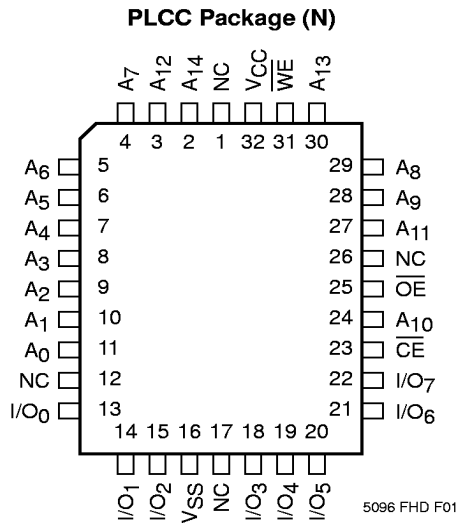 PLCC Package (N)
A7 A12 A14 NC VCC W̅E̅ A13
4 3 2 1 32 31 30
A6 5 29 A8
A5 6 28 A9
A4 7 27 A11
A3 8 26 NC
A2 9 25 O̅E̅
A1 10 24 A10
A0 11 23 C̅E̅
NC 12 22 I/O7
I/O0 13 21 I/O6
14 15 16 17 18 19 20
I/O1 I/O2 VSS NC I/O3 I/O4 I/O5
5096 FHD F01